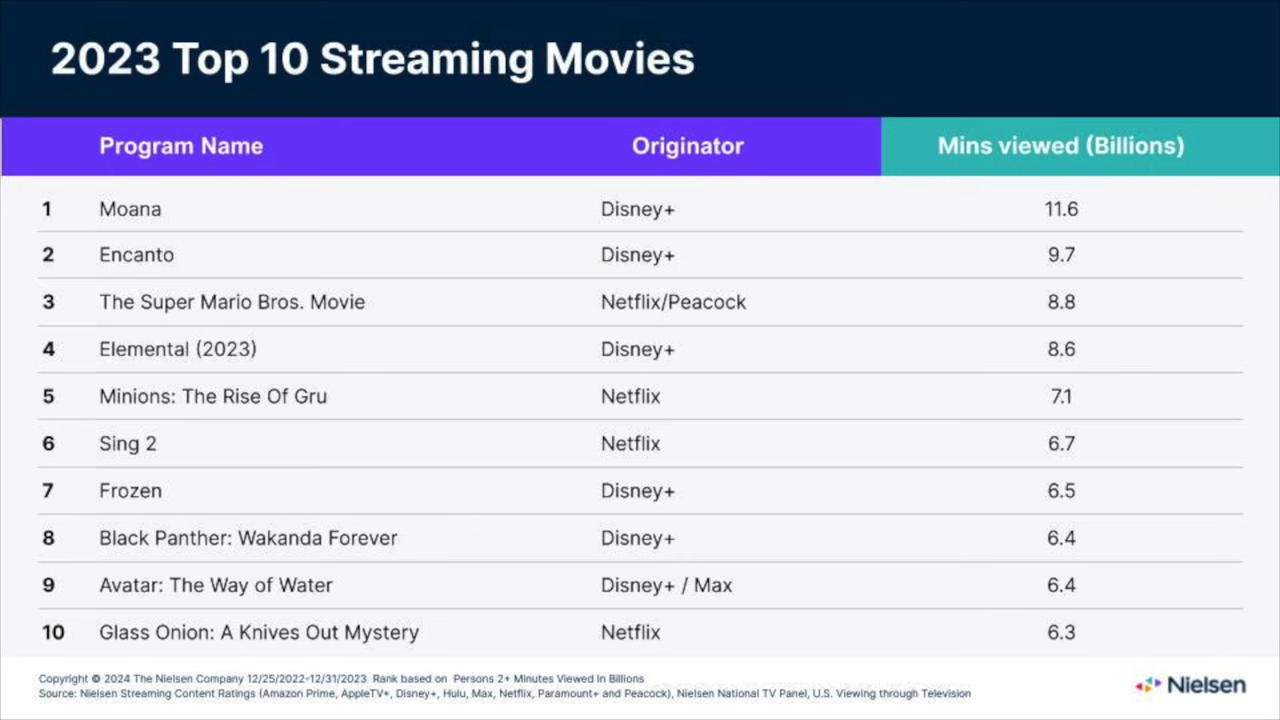 2023 Top 10 Streaming Movies
Program Name Originator Mins viewed (Billions)
1 Moana Disney+ 11.6
2 Encanto Disney+ 9.7
3 The Super Mario Bros. Movie Netflix/Peacock 8.8
4 Elemental (2023) Disney+ 8.6
5 Minions: The Rise Of Gru Netflix 7.1
6 Sing 2 Netflix 6.7
7 Frozen Disney+ 6.5
8 Black Panther: Wakanda Forever Disney+ 6.4
9 Avatar: The Way of Water Disney+ / Max 6.4
10 Glass Onion: A Knives Out Mystery Netflix 6.3
Copyright © 2024 The Nielsen Company 12/25/2022-12/31/2023 Rank based on Persons 2+ Minutes Viewed In Billions
Source: Nielsen Streaming Content Ratings (Amazon Prime, AppleTV+, Disney+, Hulu, Max, Netflix, Paramount+ and Peacock), Nielsen National TV Panel, U.S. Viewing through Television
Nielsen